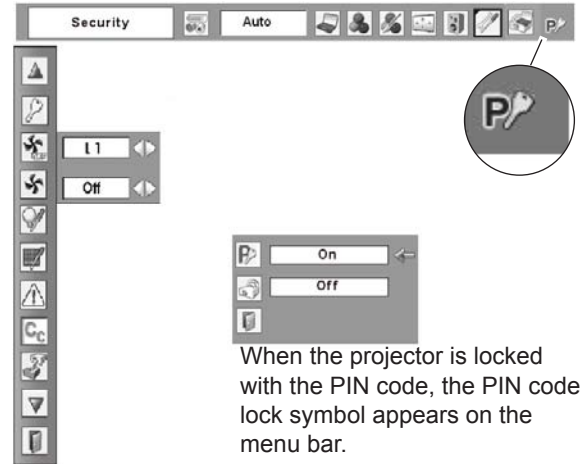 Security
Auto
P
P
L1
Off
P
On
Off
Cc
When the projector is locked
with the PIN code, the PIN code
lock symbol appears on the
menu bar.